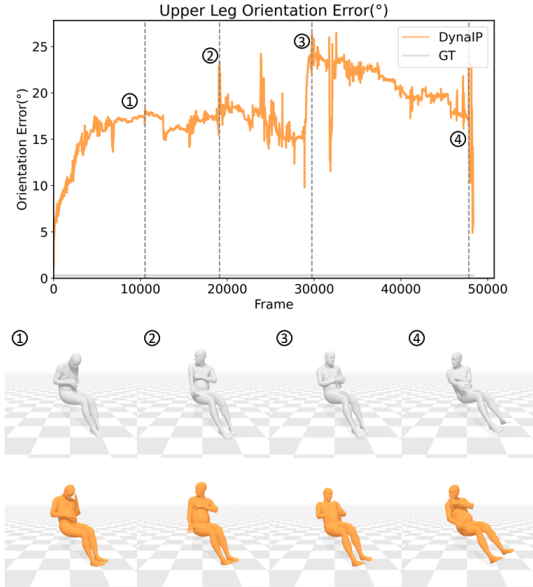 Upper Leg Orientation Error(°)
DynaIP
GT
Orientation Error(°)
25
20
15
10
5
0
① ② ③ ④
0 10000 20000 30000 40000 50000
Frame
① ② ③ ④